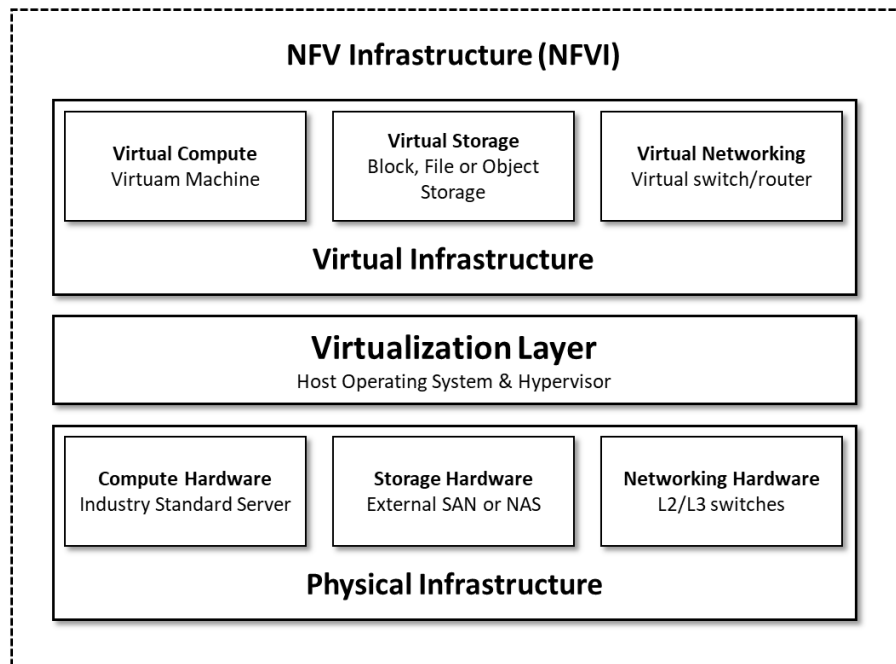 NFV Infrastructure (NFVI)
Virtual Compute
Virtuam Machine
Virtual Storage
Block, File or Object
Storage
Virtual Networking
Virtual switch/router
Virtual Infrastructure
Virtualization Layer
Host Operating System & Hypervisor
Compute Hardware
Industry Standard Server
Storage Hardware
External SAN or NAS
Networking Hardware
L2/L3 switches
Physical Infrastructure